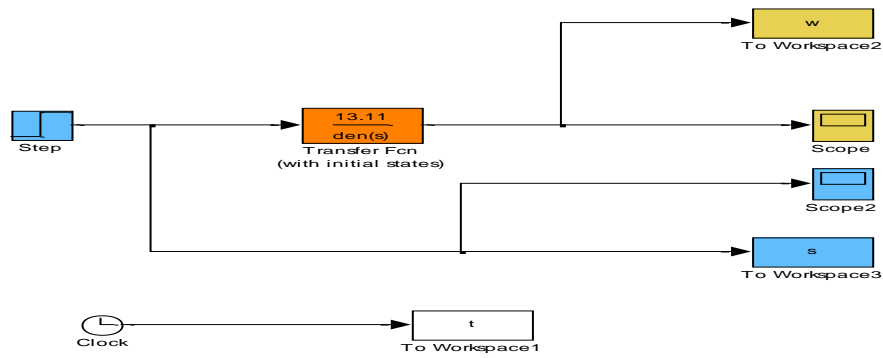 w
To Workspace2
13.11
den(s)
Step
Transfer Fcn
(with initial states)
Scope
Scope2
s
To Workspace3
t
Clock
To Workspace1